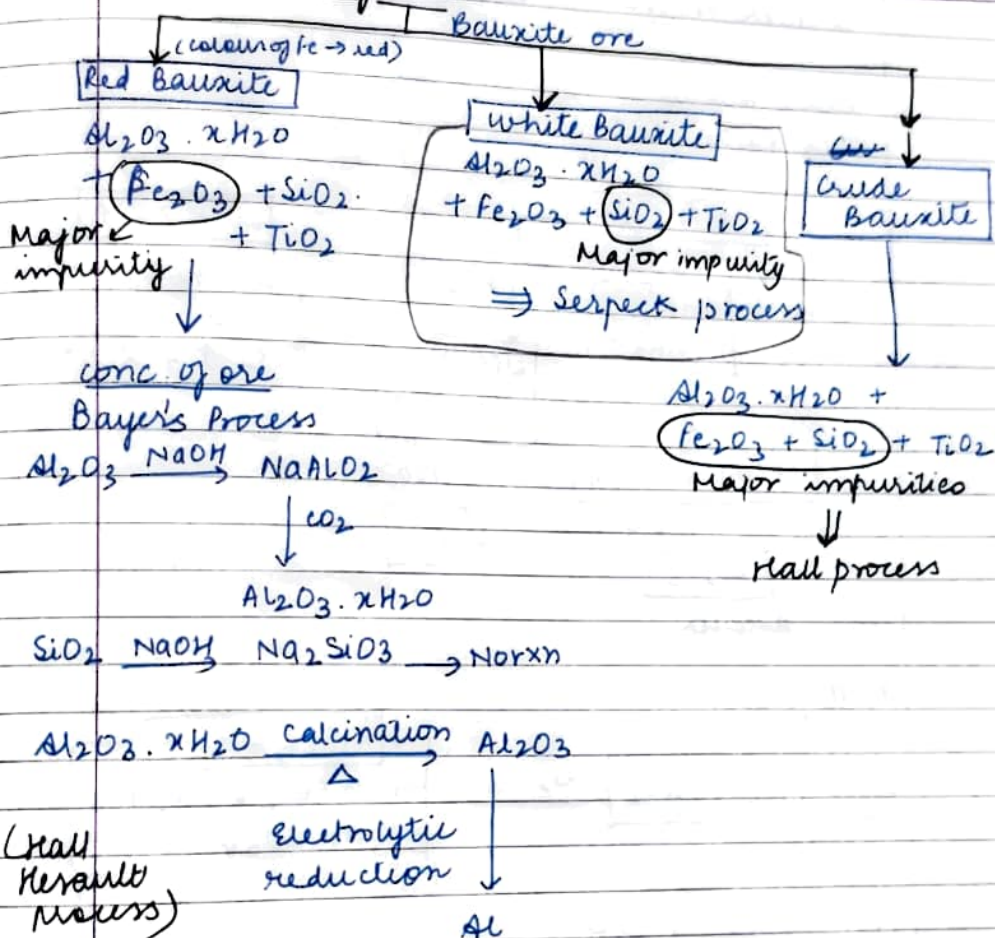 Bauxite ore
(colour of Fe → red)
Red Bauxite
Al2O3 . xH2O
+ Fe2O3 + SiO2.
+ TiO2
Major
impurity
White Bauxite
Al2O3 . xH2O
+ Fe2O3 + SiO2 + TiO2
Major impurity
⇒ Serpeck process
Crude
Bauxite
Al2O3. xH2O +
Fe2O3 + SiO2 + TiO2
Major impurities
⇓
Hall process
conc. of ore
Bayer's Process
Al2O3 NaOH → NaAlO2
↓ CO2
Al2O3. xH2O
SiO2 NaOH → Na2SiO3 → No rxn
Al2O3. xH2O Calcination → Al2O3
Δ
Electrolytic
reduction
(Hall
Herault
Process)
Al